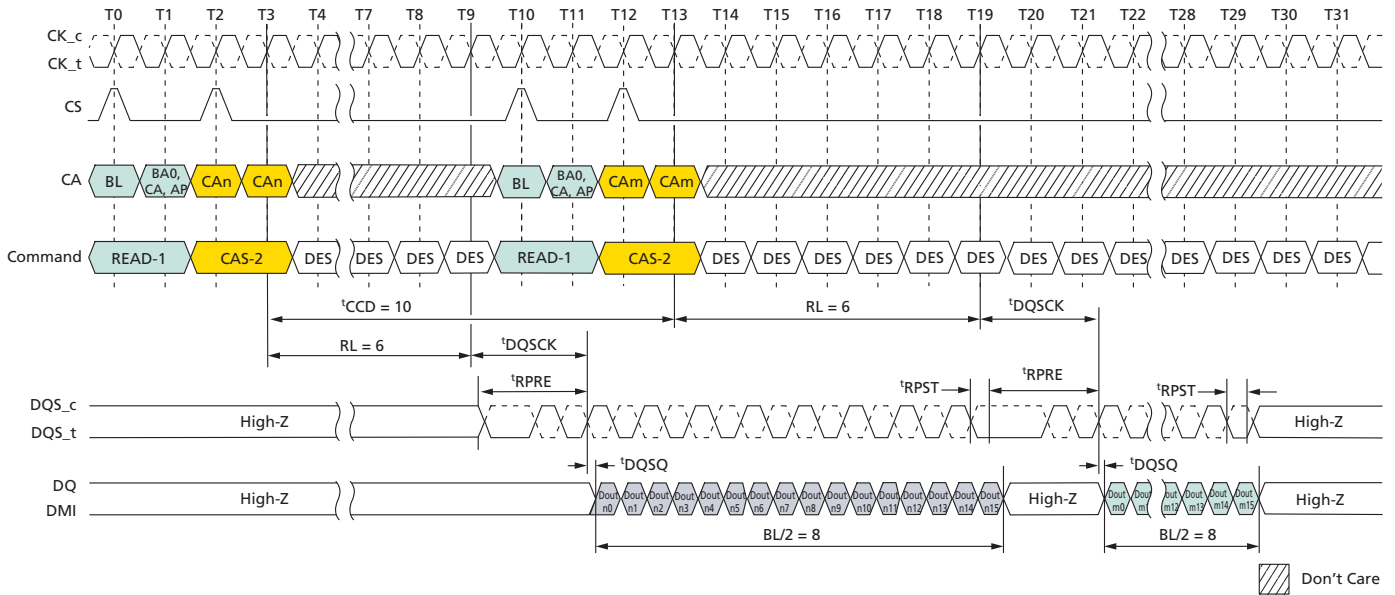 T0 T1 T2 T3 T4 T7 T8 T9 T10 T11 T12 T13 T14 T15 T16 T17 T18 T19 T20 T21 T22 T28 T29 T30 T31
CK_c
CK_t
CS
CA BL BA0, CA, AP CAn CAn BL BA0, CA, AP CAm CAm
Command READ-1 CAS-2 DES DES DES DES READ-1 CAS-2 DES DES DES DES DES DES DES DES DES DES DES DES DES
tCCD = 10 RL = 6 tDQSCK
RL = 6 tDQSCK
tRPRE tRPST tRPRE tRPST
DQS_c
DQS_t High-Z High-Z
tDQSQ tDQSQ
DQ
DMI High-Z Dout n0 Dout n1 Dout n2 Dout n3 Dout n4 Dout n5 Dout n6 Dout n7 Dout n8 Dout n9 Dout n10 Dout n11 Dout n12 Dout n13 Dout n14 Dout n15 High-Z Dout m0 Dout m12 Dout m13 Dout m14 Dout m15 High-Z
BL/2 = 8 BL/2 = 8
Don't Care